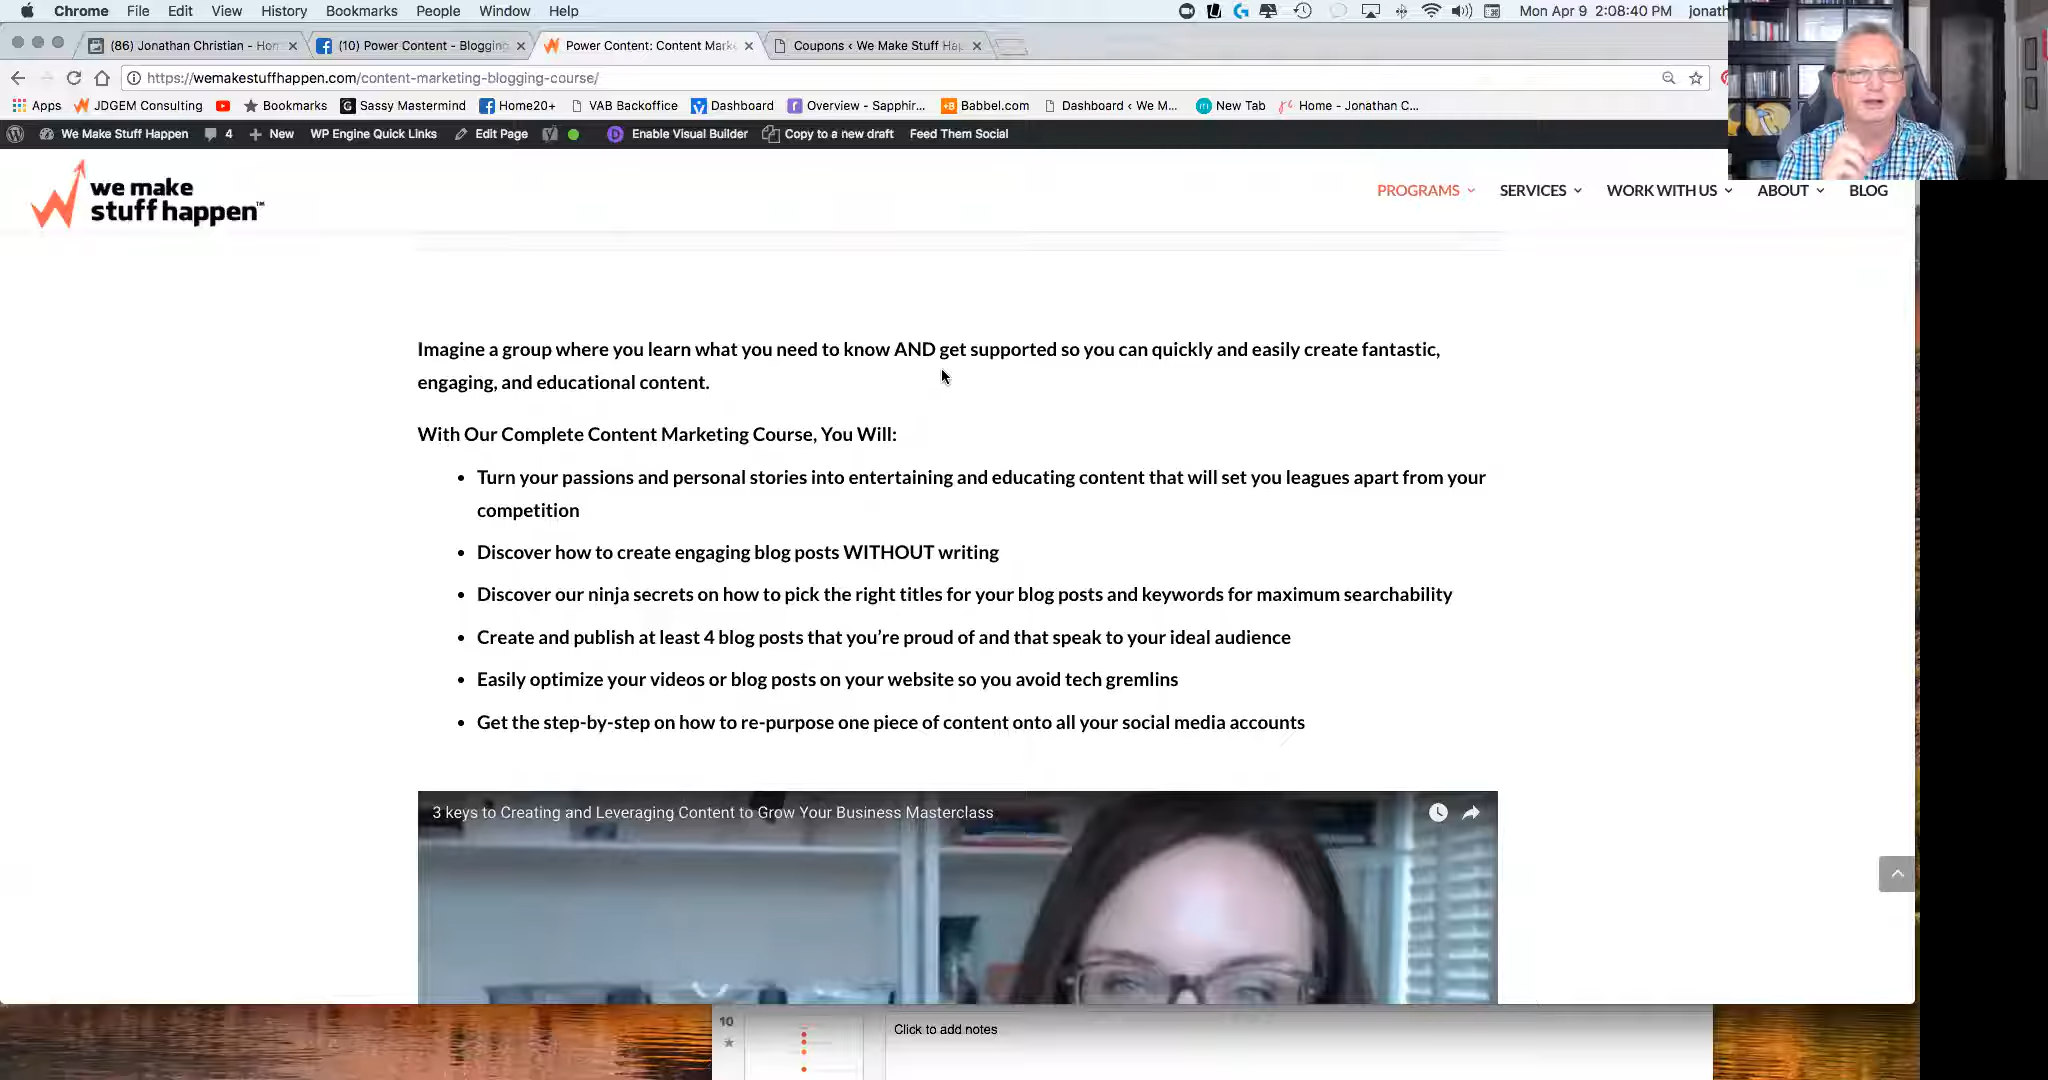 Chrome File Edit View History Bookmarks People Window Help Mon Apr 9 2:08:40 PM jonath
(86) Jonathan Christian - Hom (10) Power Content - Blogging Power Content: Content Mark Coupons ‹ We Make Stuff Hap
https://wemakestuffhappen.com/content-marketing-blogging-course/
Apps JDGEM Consulting Bookmarks Sassy Mastermind Home20+ VAB Backoffice Dashboard Overview - Sapphir... Babbel.com Dashboard ‹ We M... New Tab Home - Jonathan C...
We Make Stuff Happen 4 New WP Engine Quick Links Edit Page Enable Visual Builder Copy to a new draft Feed Them Social
we make
stuff happen™
PROGRAMS SERVICES WORK WITH US ABOUT BLOG
Imagine a group where you learn what you need to know AND get supported so you can quickly and easily create fantastic,
engaging, and educational content.
With Our Complete Content Marketing Course, You Will:
• Turn your passions and personal stories into entertaining and educating content that will set you leagues apart from your
competition
• Discover how to create engaging blog posts WITHOUT writing
• Discover our ninja secrets on how to pick the right titles for your blog posts and keywords for maximum searchability
• Create and publish at least 4 blog posts that you’re proud of and that speak to your ideal audience
• Easily optimize your videos or blog posts on your website so you avoid tech gremlins
• Get the step-by-step on how to re-purpose one piece of content onto all your social media accounts
3 keys to Creating and Leveraging Content to Grow Your Business Masterclass
10
Click to add notes